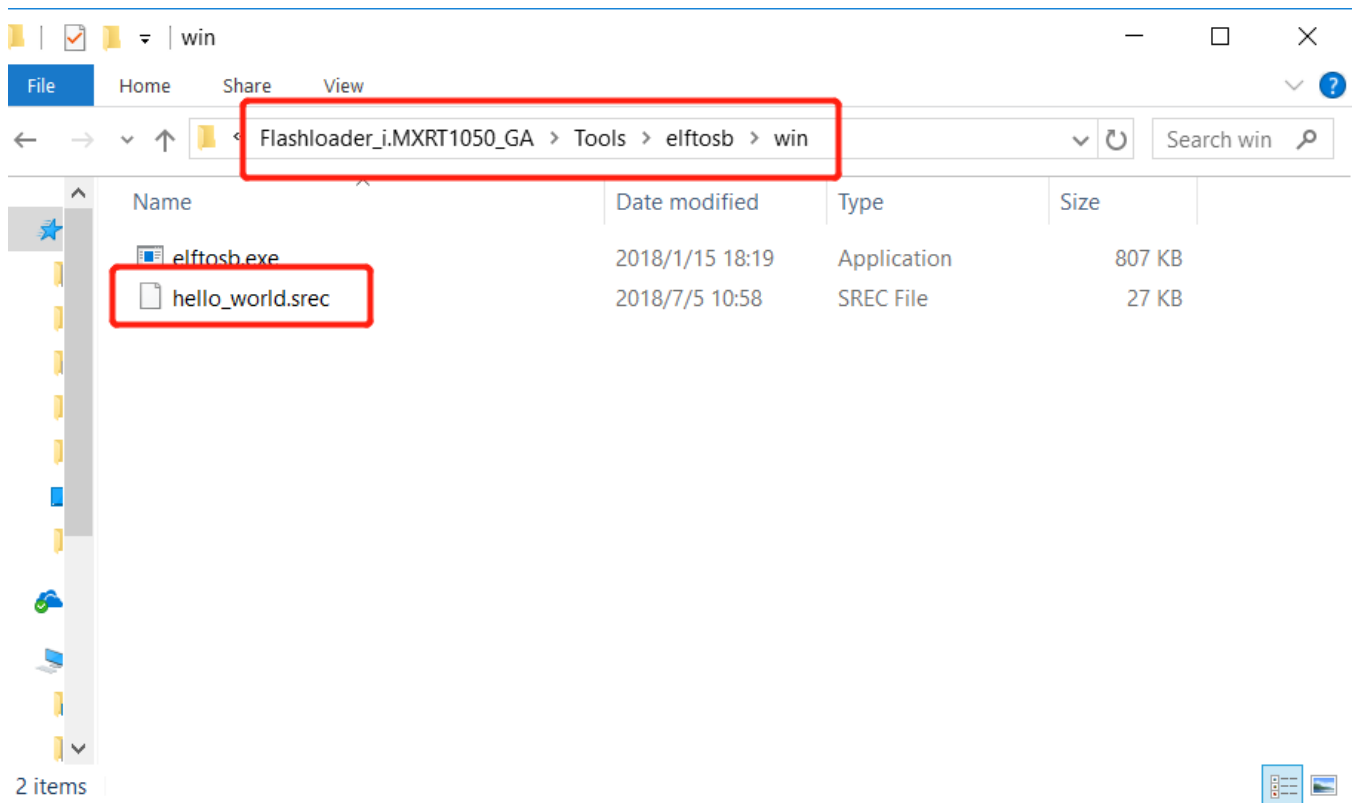 win
File Home Share View
Flashloader_i.MXRT1050_GA > Tools > elftosb > win Search win
Name Date modified Type Size
elftosb.exe 2018/1/15 18:19 Application 807 KB
hello_world.srec 2018/7/5 10:58 SREC File 27 KB
2 items